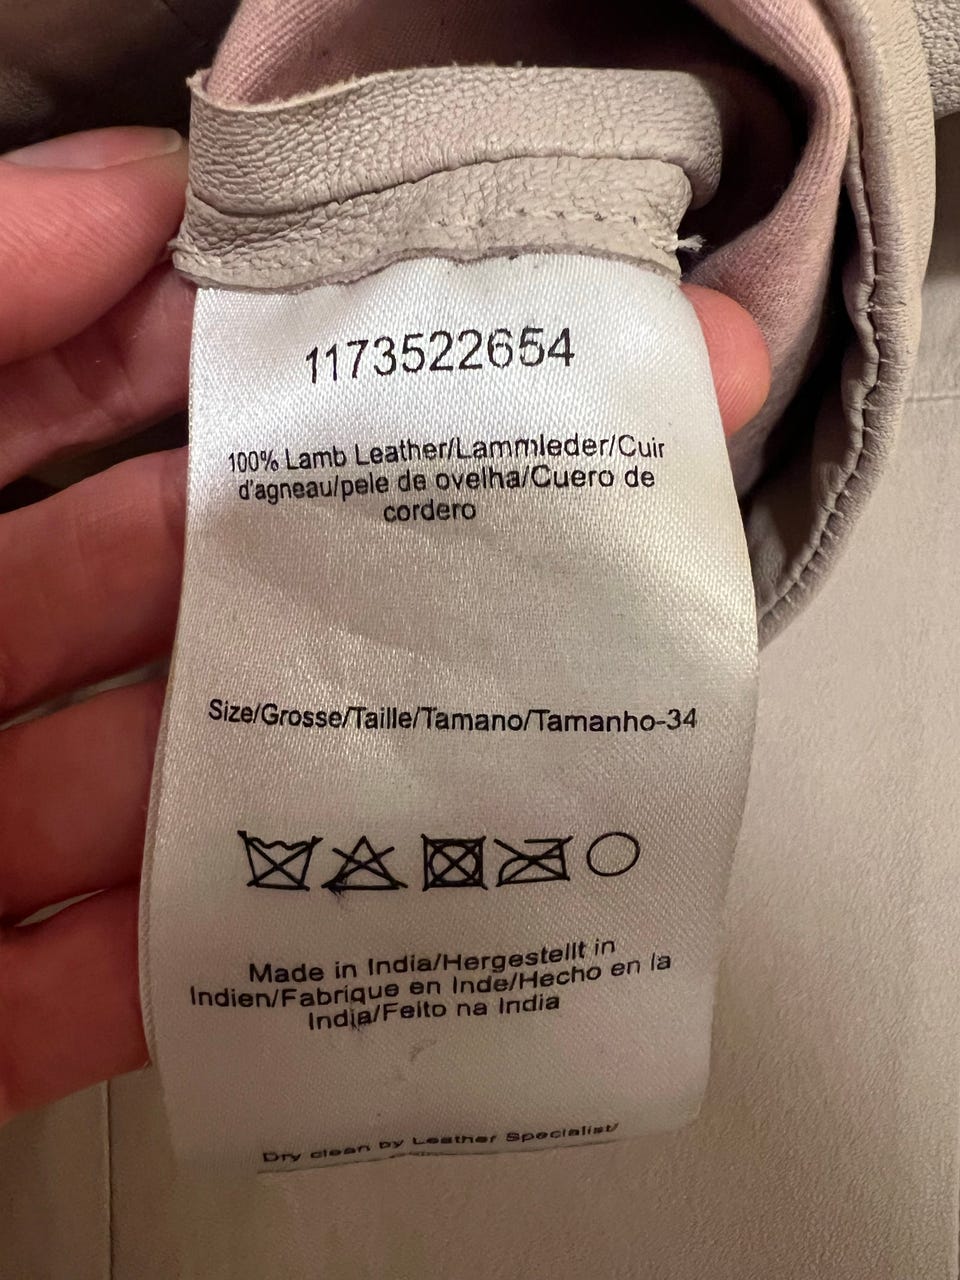 1173522654
100% Lamb Leather/Lammleder/Cuir
d'agneau/pele de ovelha/Cuero de
cordero
Size/Grosse/Taille/Tamano/Tamanho-34
Made in India/Hergestellt in
Indien/Fabrique en Inde/Hecho en la
India/Feito na India
Dry clean by Leather Specialist/